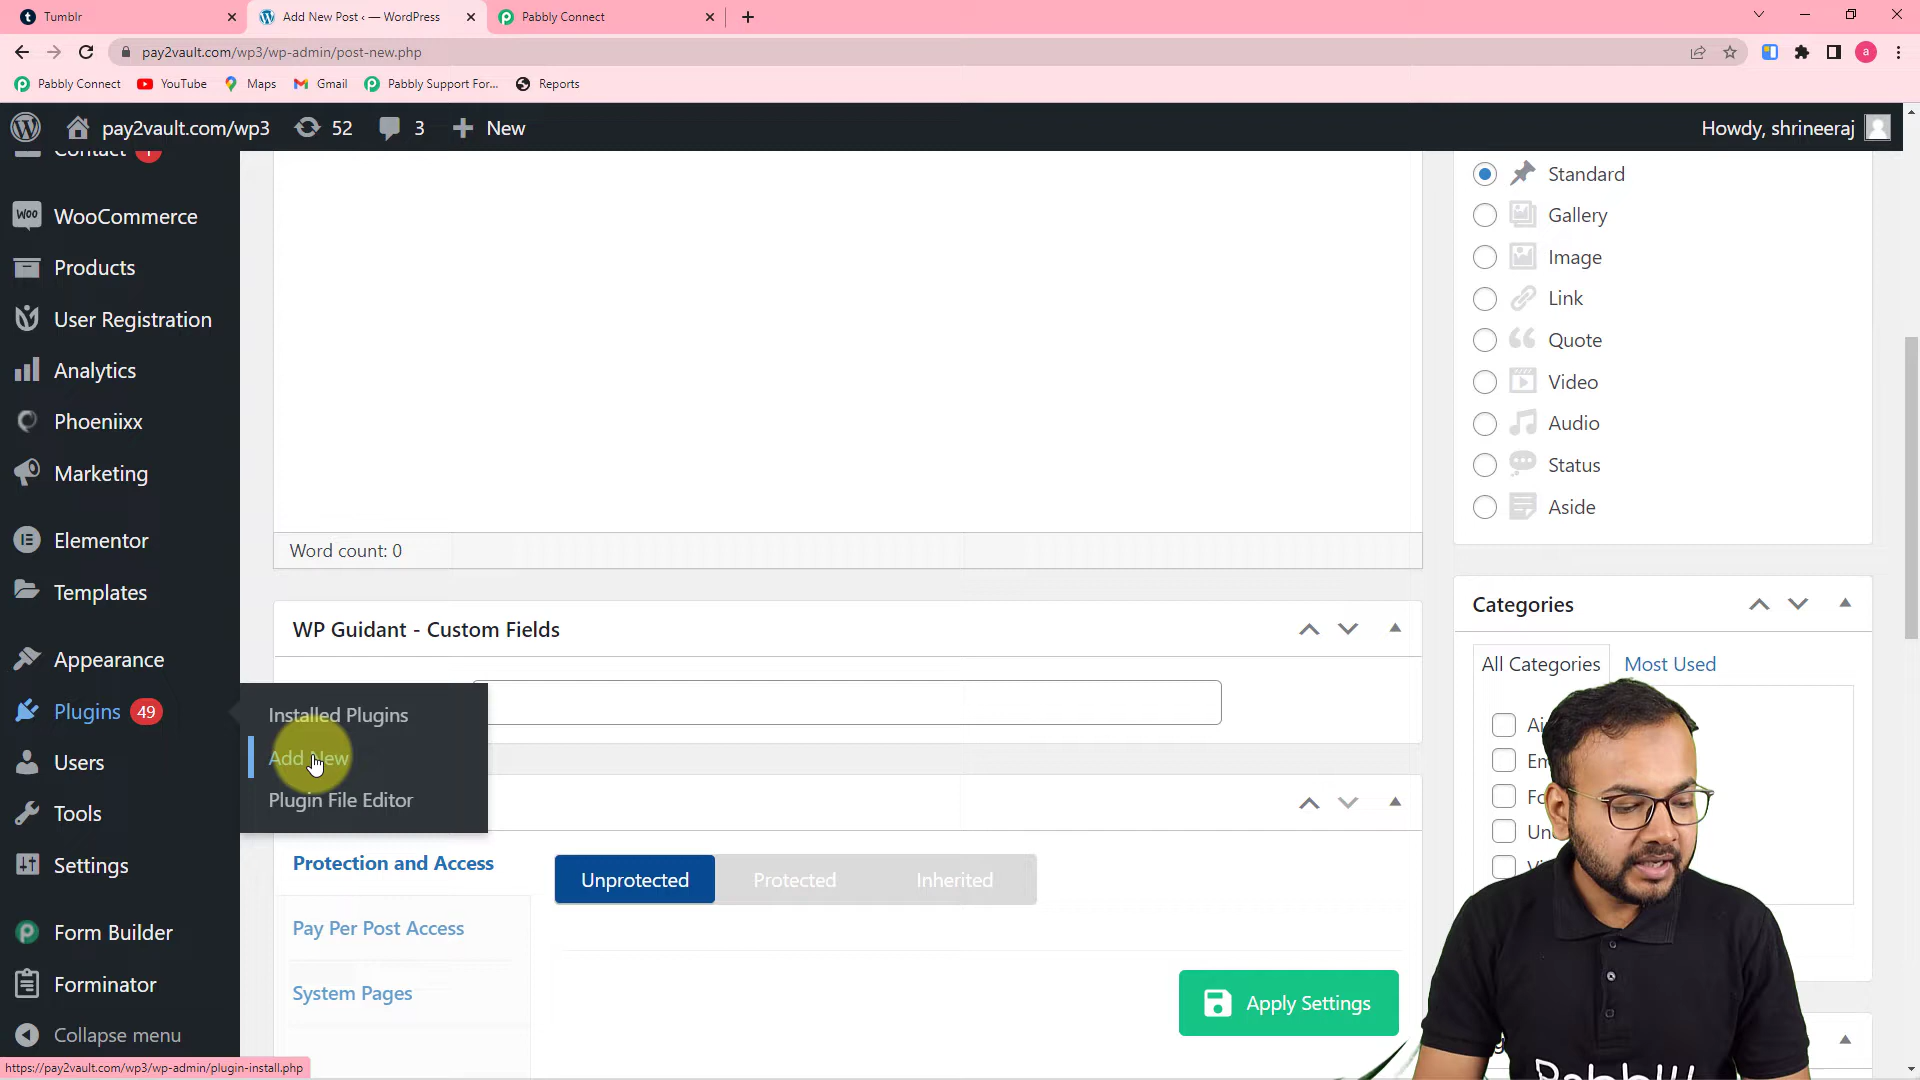 Tumblr
Add New Post ‹ — WordPress
Pabbly Connect
pay2vault.com/wp3/wp-admin/post-new.php
a
Pabbly Connect
YouTube
Maps
Gmail
Pabbly Support For...
Reports
pay2vault.com/wp3
52
3
New
Howdy, shrineeraj
Contact
WooCommerce
Products
User Registration
Analytics
Phoeniixx
Marketing
Elementor
Templates
Appearance
Plugins 49
Users
Tools
Settings
Form Builder
Forminator
Collapse menu
Installed Plugins
Add New
Plugin File Editor
https://pay2vault.com/wp3/wp-admin/plugin-install.php
Word count: 0
WP Guidant - Custom Fields
Protection and Access
Pay Per Post Access
System Pages
Unprotected
Protected
Inherited
Apply Settings
Standard
Gallery
Image
Link
Quote
Video
Audio
Status
Aside
Categories
All Categories
Most Used